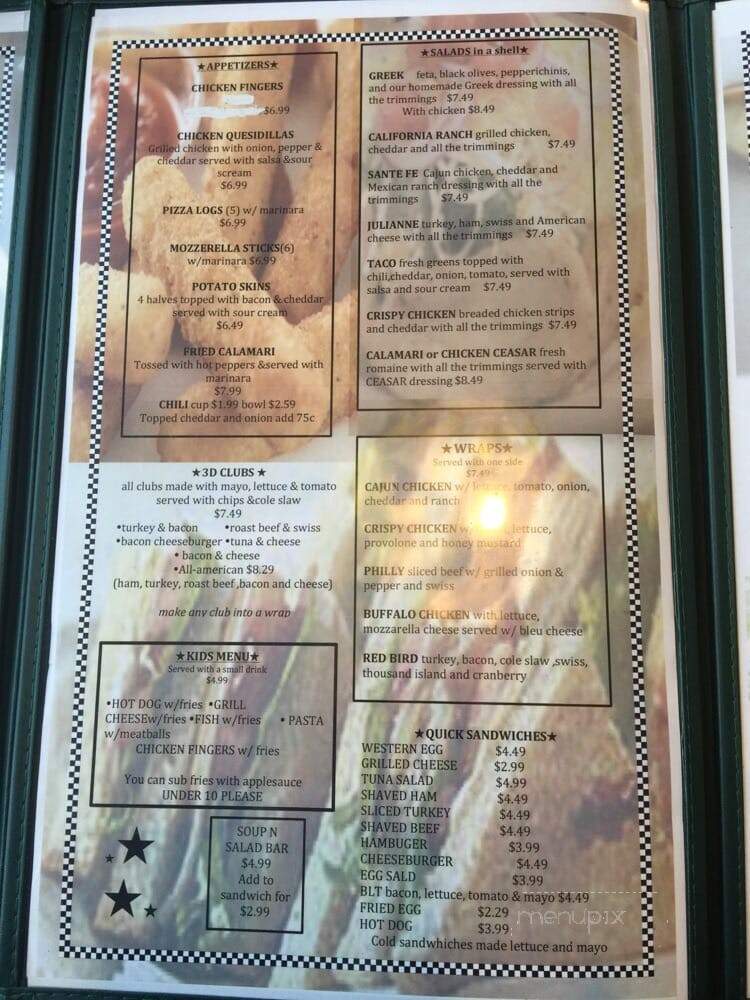 ★APPETIZERS★
CHICKEN FINGERS
$6.99
CHICKEN QUESIDILLAS
Grilled chicken with onion, pepper &
cheddar served with salsa &sour
scream
$6.99
PIZZA LOGS (5) w/ marinara
$6.99
MOZZERELLA STICKS(6)
w/marinara $6.99
POTATO SKINS
4 halves topped with bacon & cheddar
served with sour cream
$6.49
FRIED CALAMARI
Tossed with hot peppers &served with
marinara
$7.99
CHILI cup $1.99 bowl $2.59
Topped cheddar and onion add 75c
★SALADS in a shell★
GREEK feta, black olives, pepperichinis,
and our homemade Greek dressing with all
the trimmings $7.49
With chicken $8.49
CALIFORNIA RANCH grilled chicken,
cheddar and all the trimmings $7.49
SANTE FE Cajun chicken, cheddar and
Mexican ranch dressing with all the
trimmings $7.49
JULIANNE turkey, ham, swiss and American
cheese with all the trimmings $7.49
TACO fresh greens topped with
chili,cheddar, onion, tomato, served with
salsa and sour cream $7.49
CRISPY CHICKEN breaded chicken strips
and cheddar with all the trimmings $7.49
CALAMARI or CHICKEN CEASAR fresh
romaine with all the trimmings served with
CEASAR dressing $8.49
★3D CLUBS ★
all clubs made with mayo, lettuce & tomato
served with chips &cole slaw
$7.49
•turkey & bacon •roast beef & swiss
•bacon cheeseburger •tuna & cheese
• bacon & cheese
•All-american $8.29
(ham, turkey, roast beef ,bacon and cheese)
make any club into a wrap
★WRAPS★
Served with one side
$7.49
CAJUN CHICKEN w/ lettuce, tomato, onion,
cheddar and ranch
CRISPY CHICKEN lettuce,
provolone and honey mustard
PHILLY sliced beef w/ grilled onion &
pepper and swiss
BUFFALO CHICKEN with lettuce,
mozzarella cheese served w/ bleu cheese
RED BIRD turkey, bacon, cole slaw ,swiss,
thousand island and cranberry
★KIDS MENU★
Served with a small drink
$4.99
•HOT DOG w/fries •GRILL
CHEESEw/fries •FISH w/fries • PASTA
w/meatballs
CHICKEN FINGERS w/ fries
You can sub fries with applesauce
UNDER 10 PLEASE
SOUP N
SALAD BAR
$4.99
Add to
sandwich for
$2.99
★QUICK SANDWICHES★
WESTERN EGG $4.49
GRILLED CHEESE $2.99
TUNA SALAD $4.99
SHAVED HAM $4.49
SLICED TURKEY $4.49
SHAVED BEEF $4.49
HAMBUGER $3.99
CHEESEBURGER $4.49
EGG SALD $3.99
BLT bacon, lettuce, tomato & mayo $4.49
FRIED EGG $2.29
HOT DOG $3.99
Cold sandwhiches made lettuce and mayo
menupix